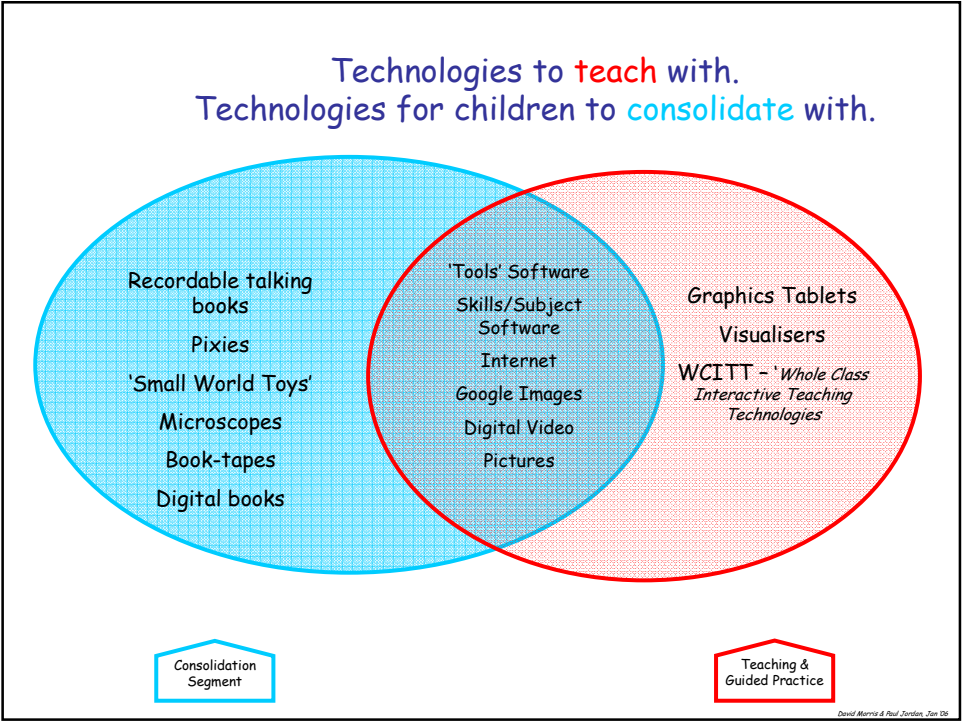 Technologies to teach with.
Technologies for children to consolidate with.
Recordable talking
books
Pixies
‘Small World Toys’
Microscopes
Book-tapes
Digital books
‘Tools’ Software
Skills/Subject
Software
Internet
Google Images
Digital Video
Pictures
Graphics Tablets
Visualisers
WCITT – ‘Whole Class
Interactive Teaching
Technologies
Consolidation
Segment
Teaching &
Guided Practice
David Morris & Paul Jordan, Jan ‘06